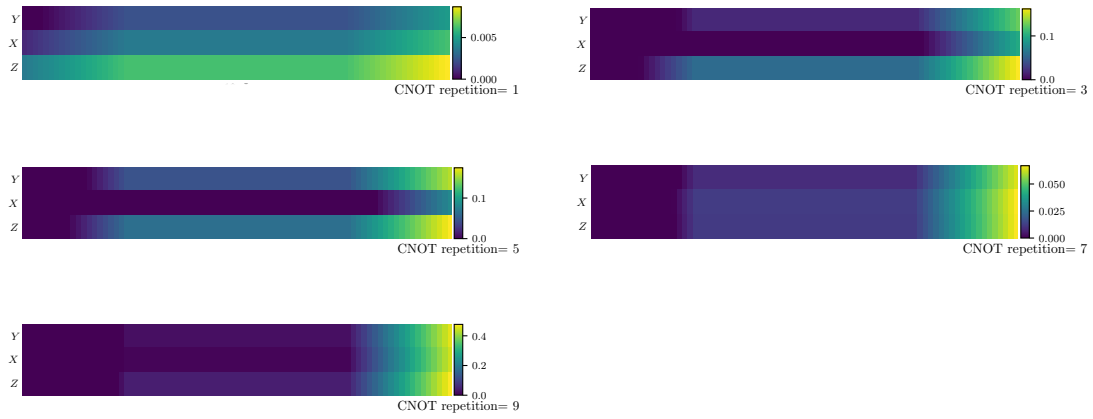 Y
X
Z
0.005
0.000
CNOT repetition= 1
Y
X
Z
0.1
0.0
CNOT repetition= 3
Y
X
Z
0.1
0.0
CNOT repetition= 5
Y
X
Z
0.050
0.025
0.000
CNOT repetition= 7
Y
X
Z
0.4
0.2
0.0
CNOT repetition= 9